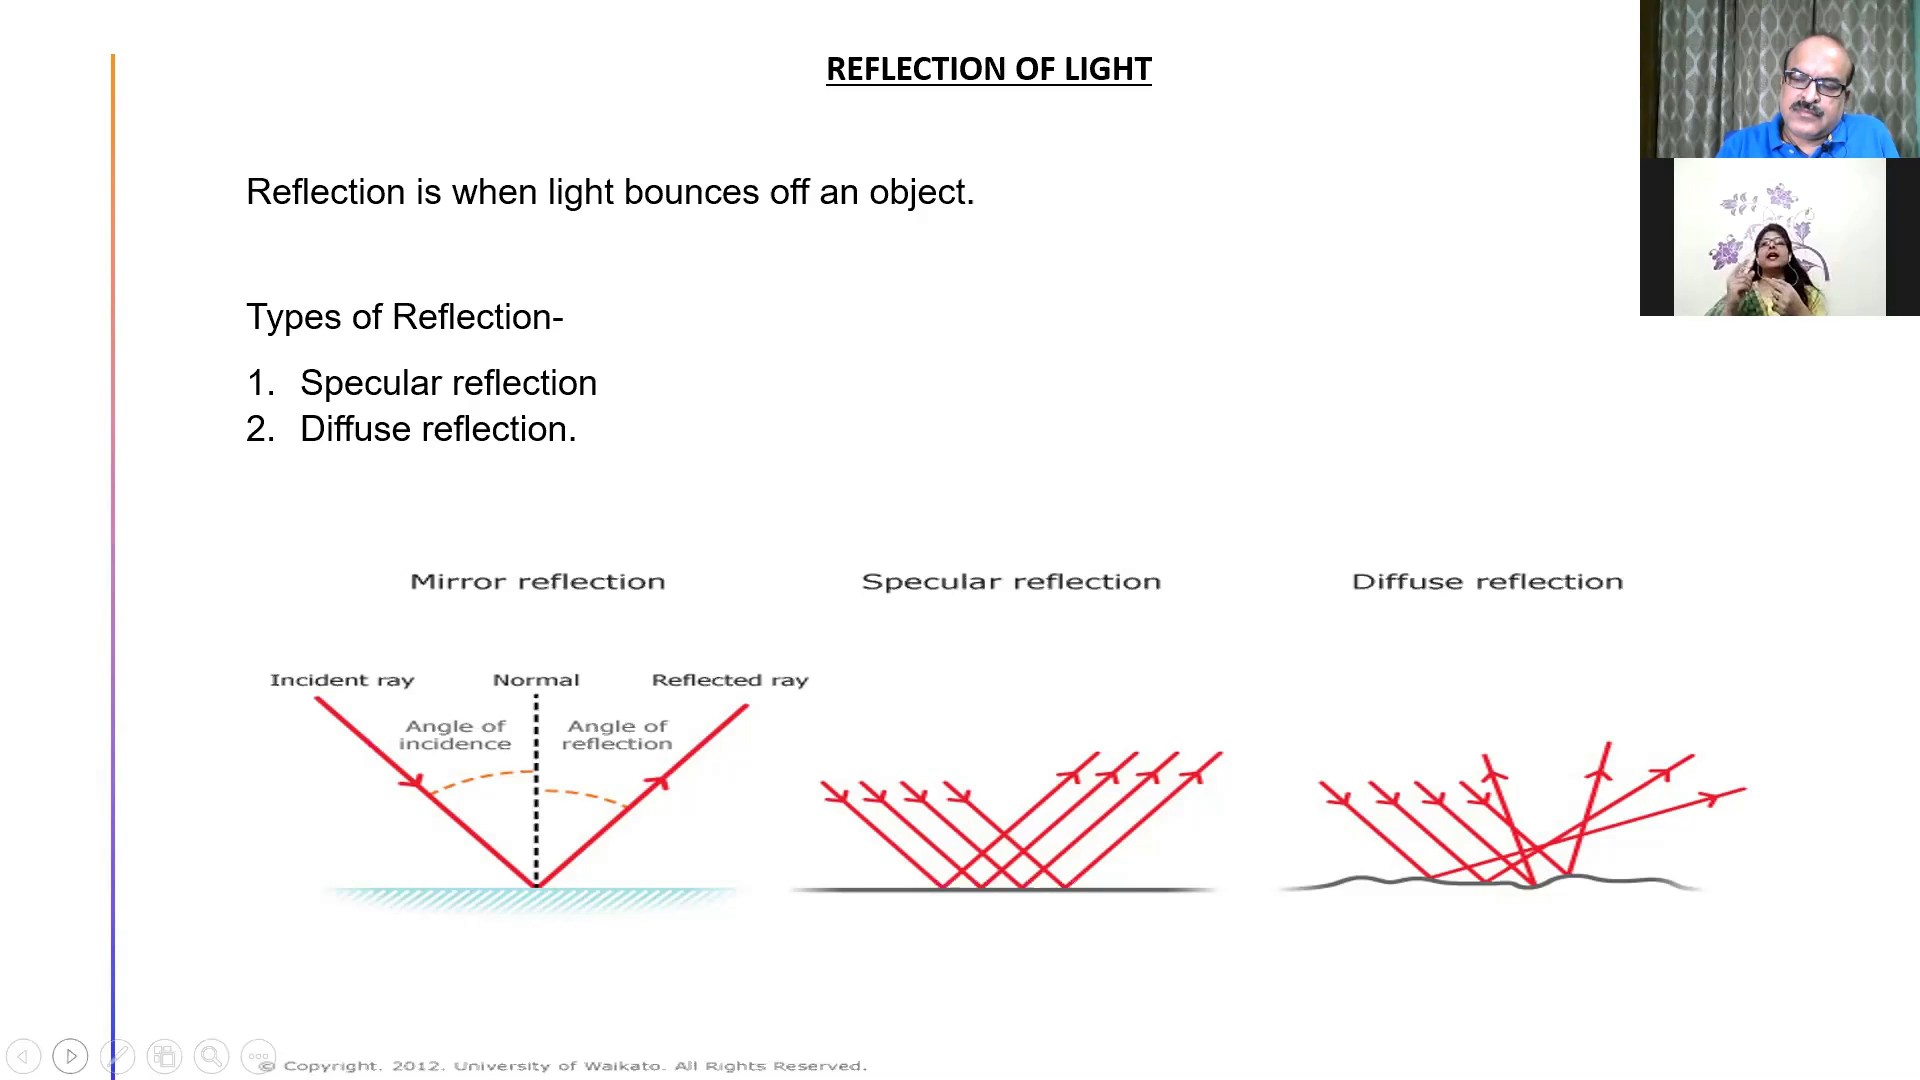 REFLECTION OF LIGHT
Reflection is when light bounces off an object.
Types of Reflection-
1. Specular reflection
2. Diffuse reflection.
Mirror reflection
Specular reflection
Diffuse reflection
Incident ray
Normal
Reflected ray
Angle of
incidence
Angle of
reflection
© Copyright. 2012. University of Waikato. All Rights Reserved.